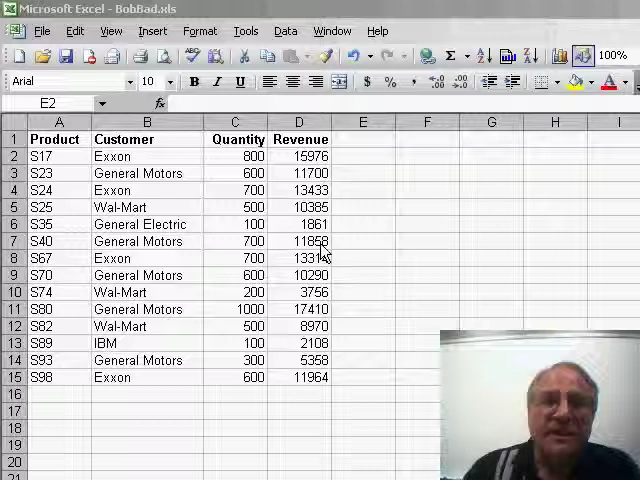 Microsoft Excel - BobBad.xls
File Edit View Insert Format Tools Data Window Help
100%
Arial 10 B I U $ % ,
E2 fx
A B C D E F G H I
1 Product Customer Quantity Revenue
2 S17 Exxon 800 15976
3 S23 General Motors 600 11700
4 S24 Exxon 700 13433
5 S25 Wal-Mart 500 10385
6 S35 General Electric 100 1861
7 S40 General Motors 700 11858
8 S67 Exxon 700
9 S70 General Motors 600 10290
10 S74 Wal-Mart 200 3756
11 S80 General Motors 1000 17410
12 S82 Wal-Mart 500 8970
13 S89 IBM 100 2108
14 S93 General Motors 300 5358
15 S98 Exxon 600 11964
16
17
18
19
20
21